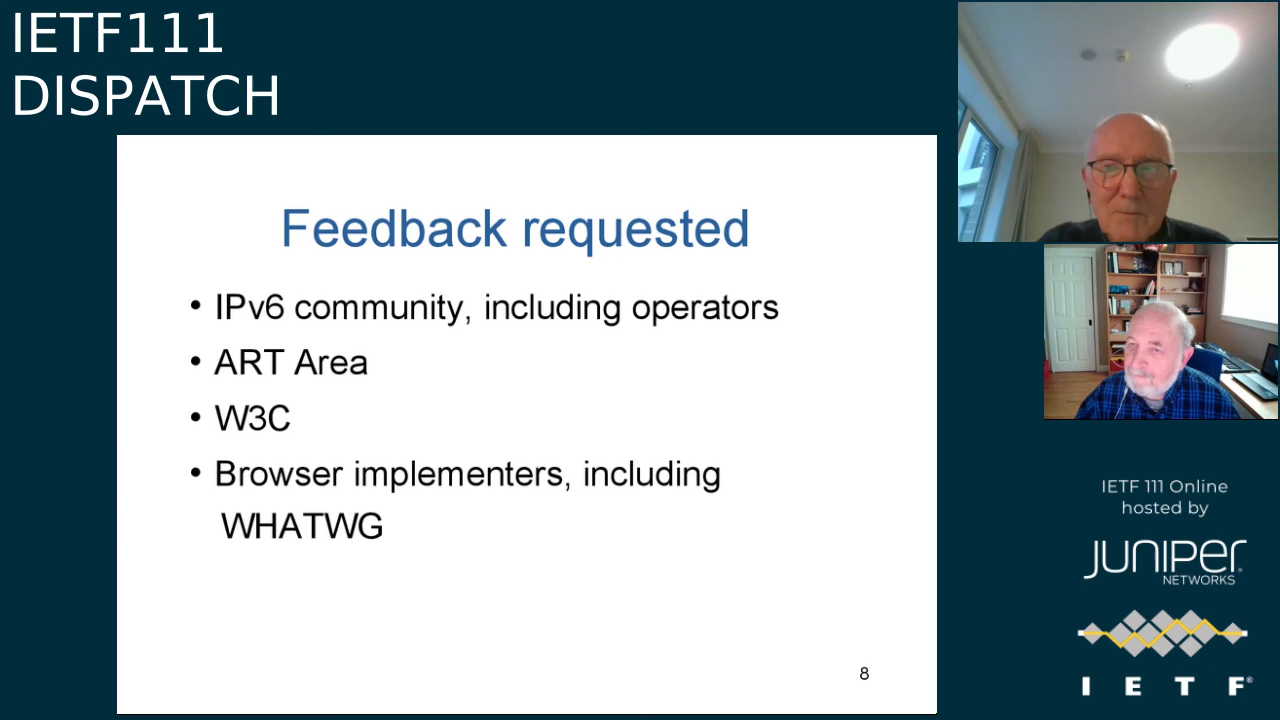 IETF111
DISPATCH
Feedback requested
• IPv6 community, including operators
• ART Area
• W3C
• Browser implementers, including
WHATWG
8
IETF 111 Online
hosted by
JUNIPER
NETWORKS
IETF®